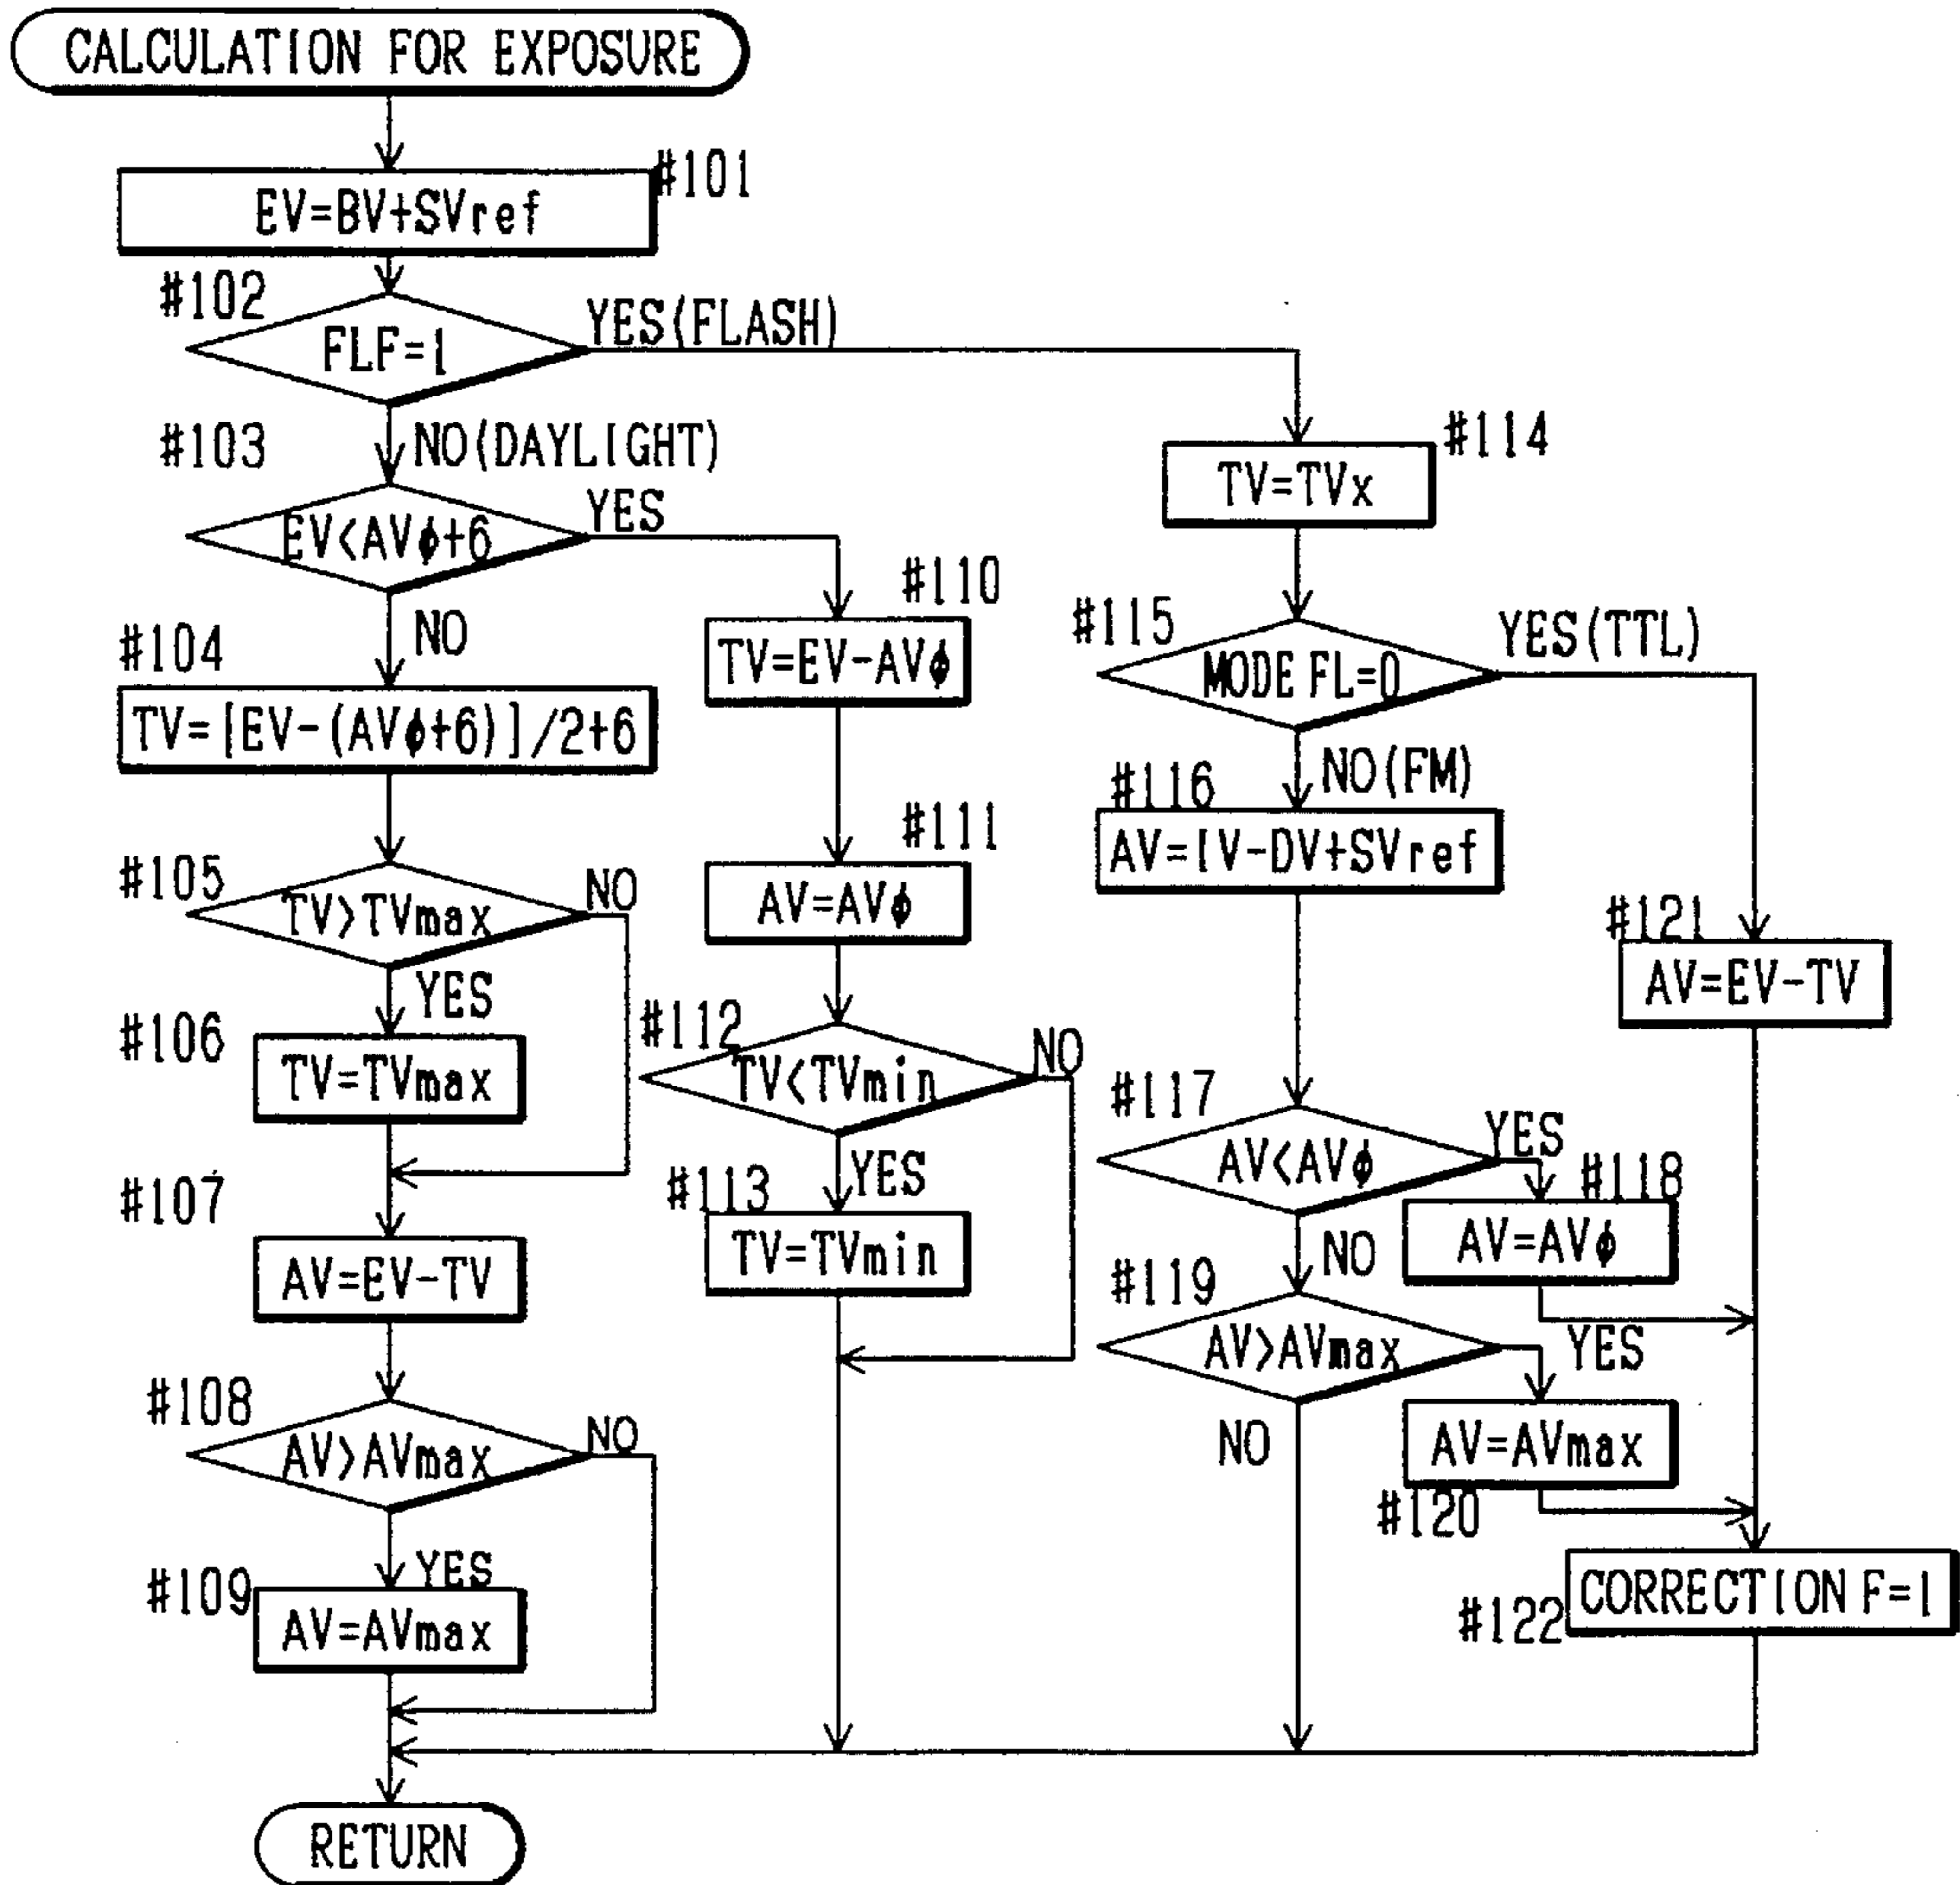 CALCULATION FOR EXPOSURE
#101
EV=BV+SVref
#102
FLF=1
YES(FLASH)
NO(DAYLIGHT)
#103
EV<AVϕ+6
YES
NO
#104
TV=[EV-(AVϕ+6)]/2+6
#105
TV>TVmax
NO
YES
#106
TV=TVmax
#107
AV=EV-TV
#108
AV>AVmax
NO
YES
#109
AV=AVmax
RETURN
#110
TV=EV-AVϕ
#111
AV=AVϕ
#112
TV<TVmin
NO
YES
#113
TV=TVmin
#114
TV=TVx
#115
MODE FL=0
YES(TTL)
NO(FM)
#116
AV=IV-DV+SVref
#117
AV<AVϕ
YES
NO
#118
AV=AVϕ
#119
AV>AVmax
YES
NO
AV=AVmax
#120
#121
AV=EV-TV
CORRECTION F=1
#122